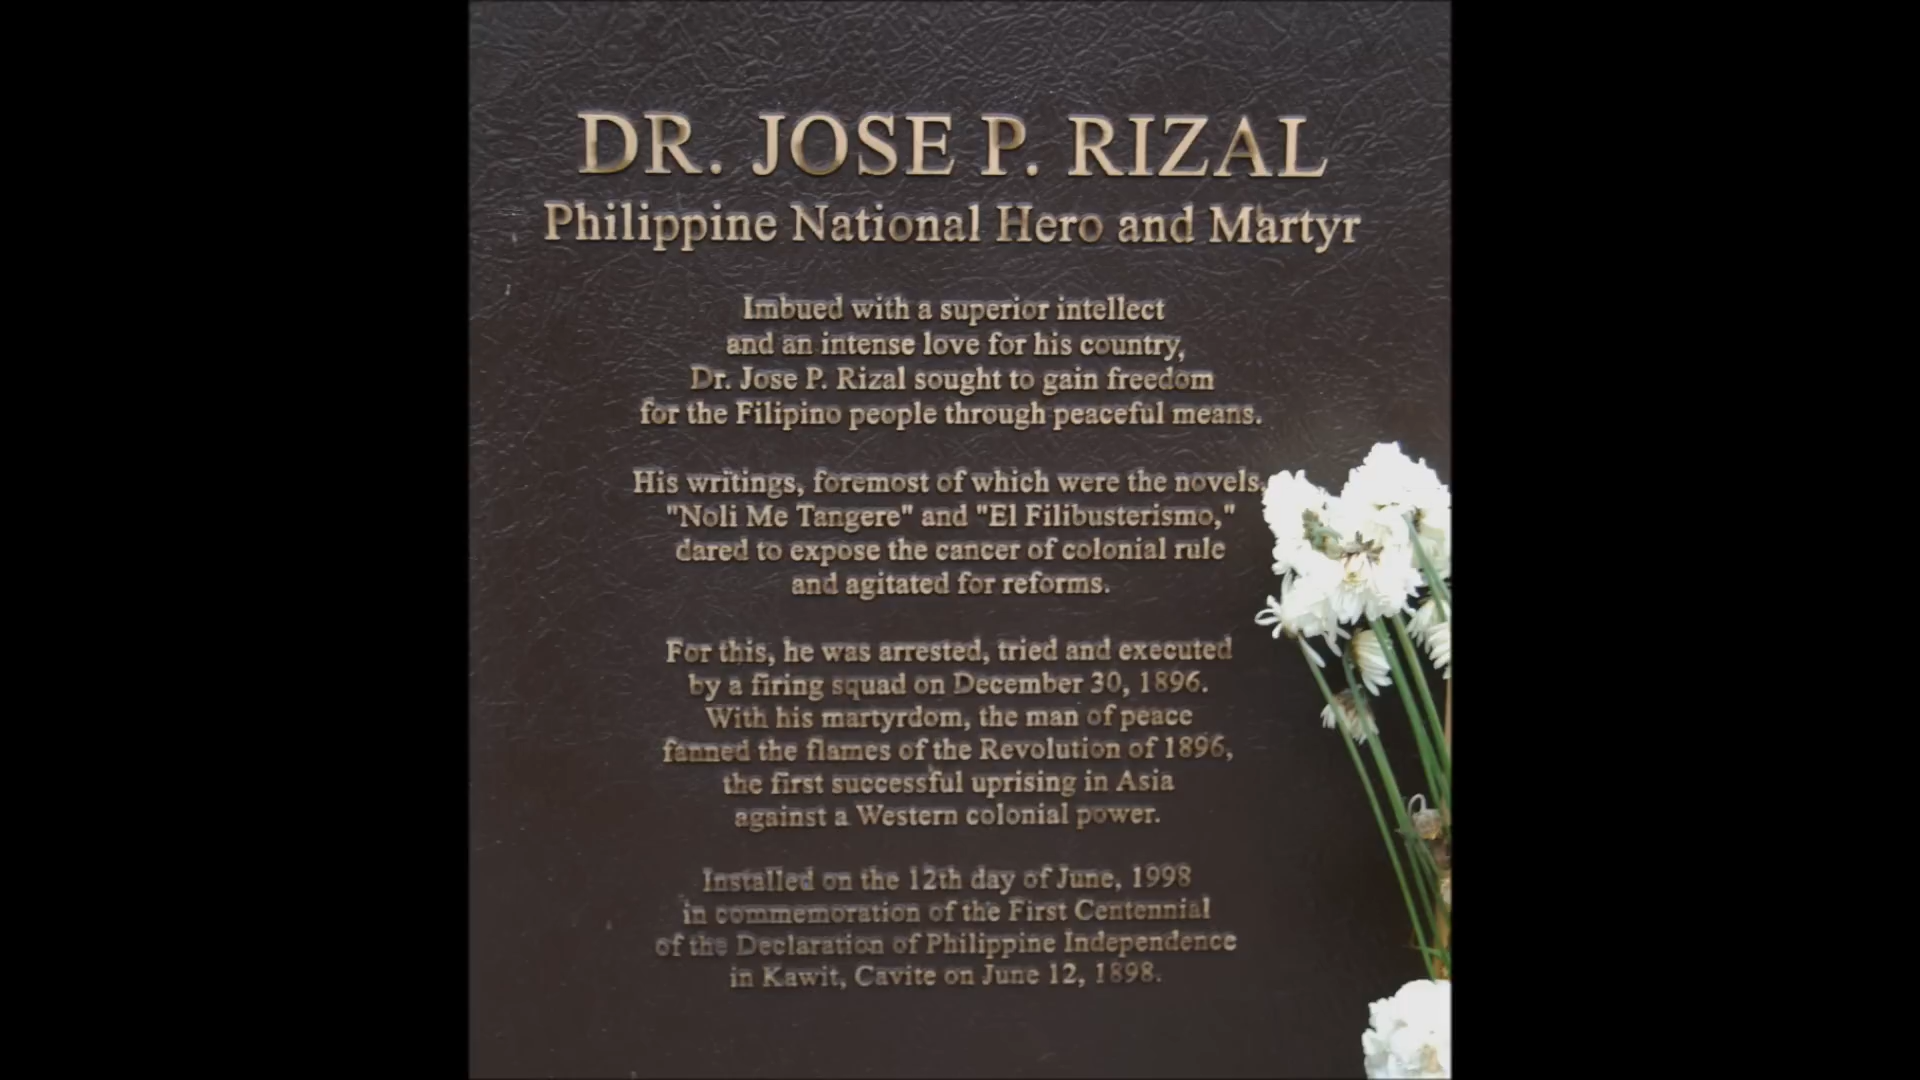 DR. JOSE P. RIZAL
Philippine National Hero and Martyr
Imbued with a superior intellect
and an intense love for his country,
Dr. Jose P. Rizal sought to gain freedom
for the Filipino people through peaceful means.
His writings, foremost of which were the novels,
"Noli Me Tangere" and "El Filibusterismo,"
dared to expose the cancer of colonial rule
and agitated for reforms.
For this, he was arrested, tried and executed
by a firing squad on December 30, 1896.
With his martyrdom, the man of peace
fanned the flames of the Revolution of 1896,
the first successful uprising in Asia
against a Western colonial power.
Installed on the 12th day of June, 1998
in commemoration of the First Centennial
of the Declaration of Philippine Independence
in Kawit, Cavite on June 12, 1898.